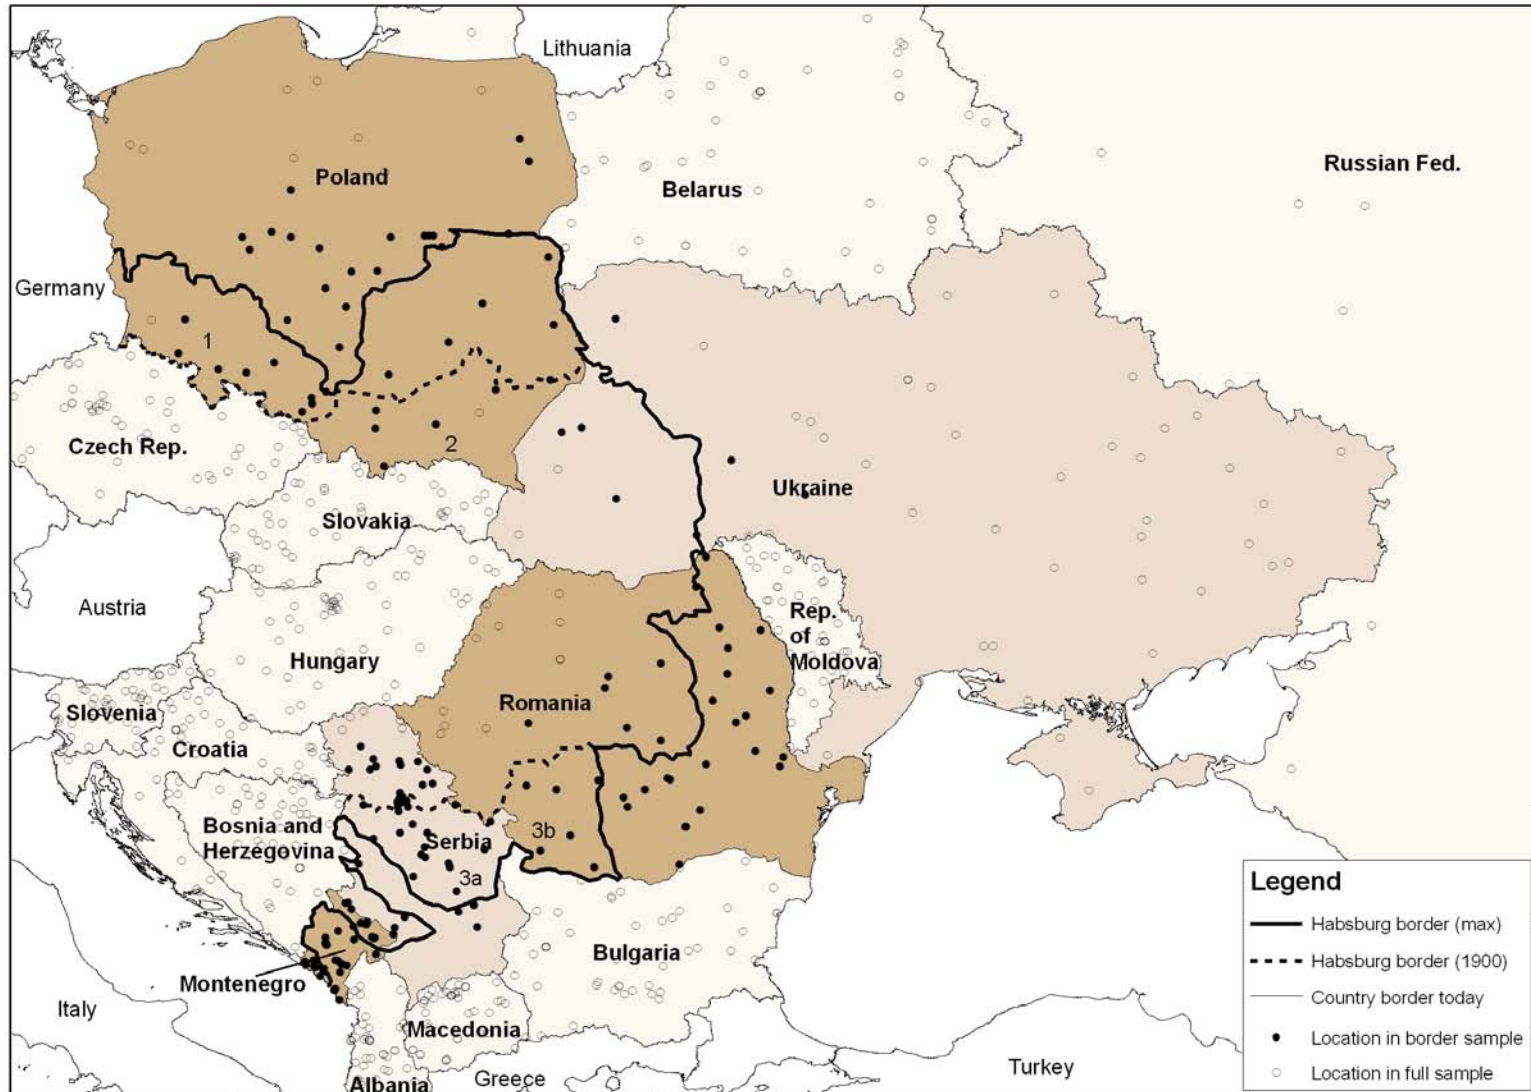 Lithuania
Russian Fed.
Poland
Belarus
Germany
1
2
Czech Rep.
Ukraine
Slovakia
Austria
Rep.
of
Moldova
Hungary
Romania
Slovenia
Croatia
Bosnia and
Herzegovina
Serbia
3b
3a
Legend
Habsburg border (max)
Habsburg border (1900)
Country border today
Location in border sample
Location in full sample
Bulgaria
Montenegro
Italy
Macedonia
Turkey
Greece
Albania